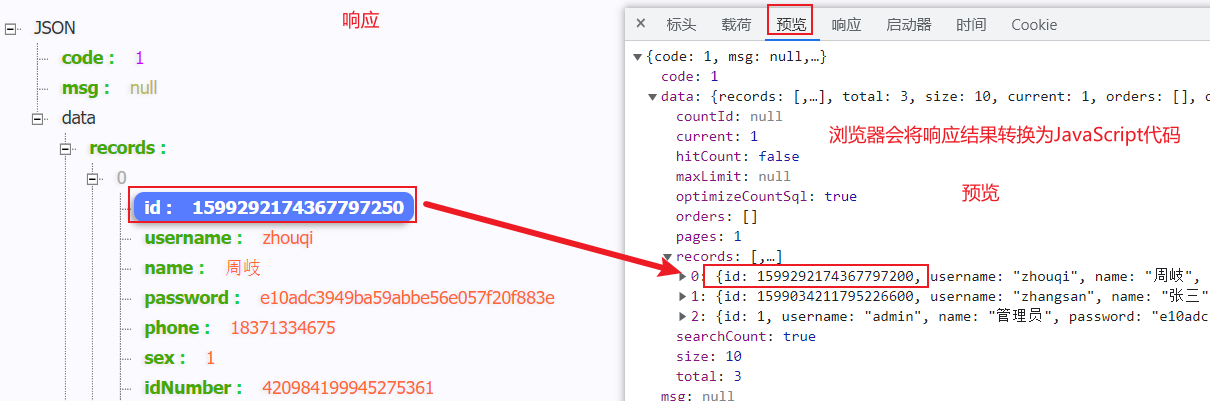 响应
JSON
code : 1
msg : null
data
records :
0
id : 1599292174367797250
username : zhouqi
name : 周岐
password : e10adc3949ba59abbe56e057f20f883e
phone : 18371334675
sex : 1
idNumber : 420984199945275361
× 标头 载荷 预览 响应 启动器 时间 Cookie
▼{code: 1, msg: null,…}
code: 1
▼data: {records: [,…], total: 3, size: 10, current: 1, orders: [],
countId: null
current: 1
浏览器会将响应结果转换为JavaScript代码
hitCount: false
maxLimit: null
optimizeCountSql: true
预览
orders: []
pages: 1
▼records: [,…]
▶0: {id: 1599292174367797200, username: "zhouqi", name: "周岐",
▶1: {id: 1599034211795226600, username: "zhangsan", name: "张三"
▶2: {id: 1, username: "admin", name: "管理员", password: "e10adc
searchCount: true
size: 10
total: 3
msg: null